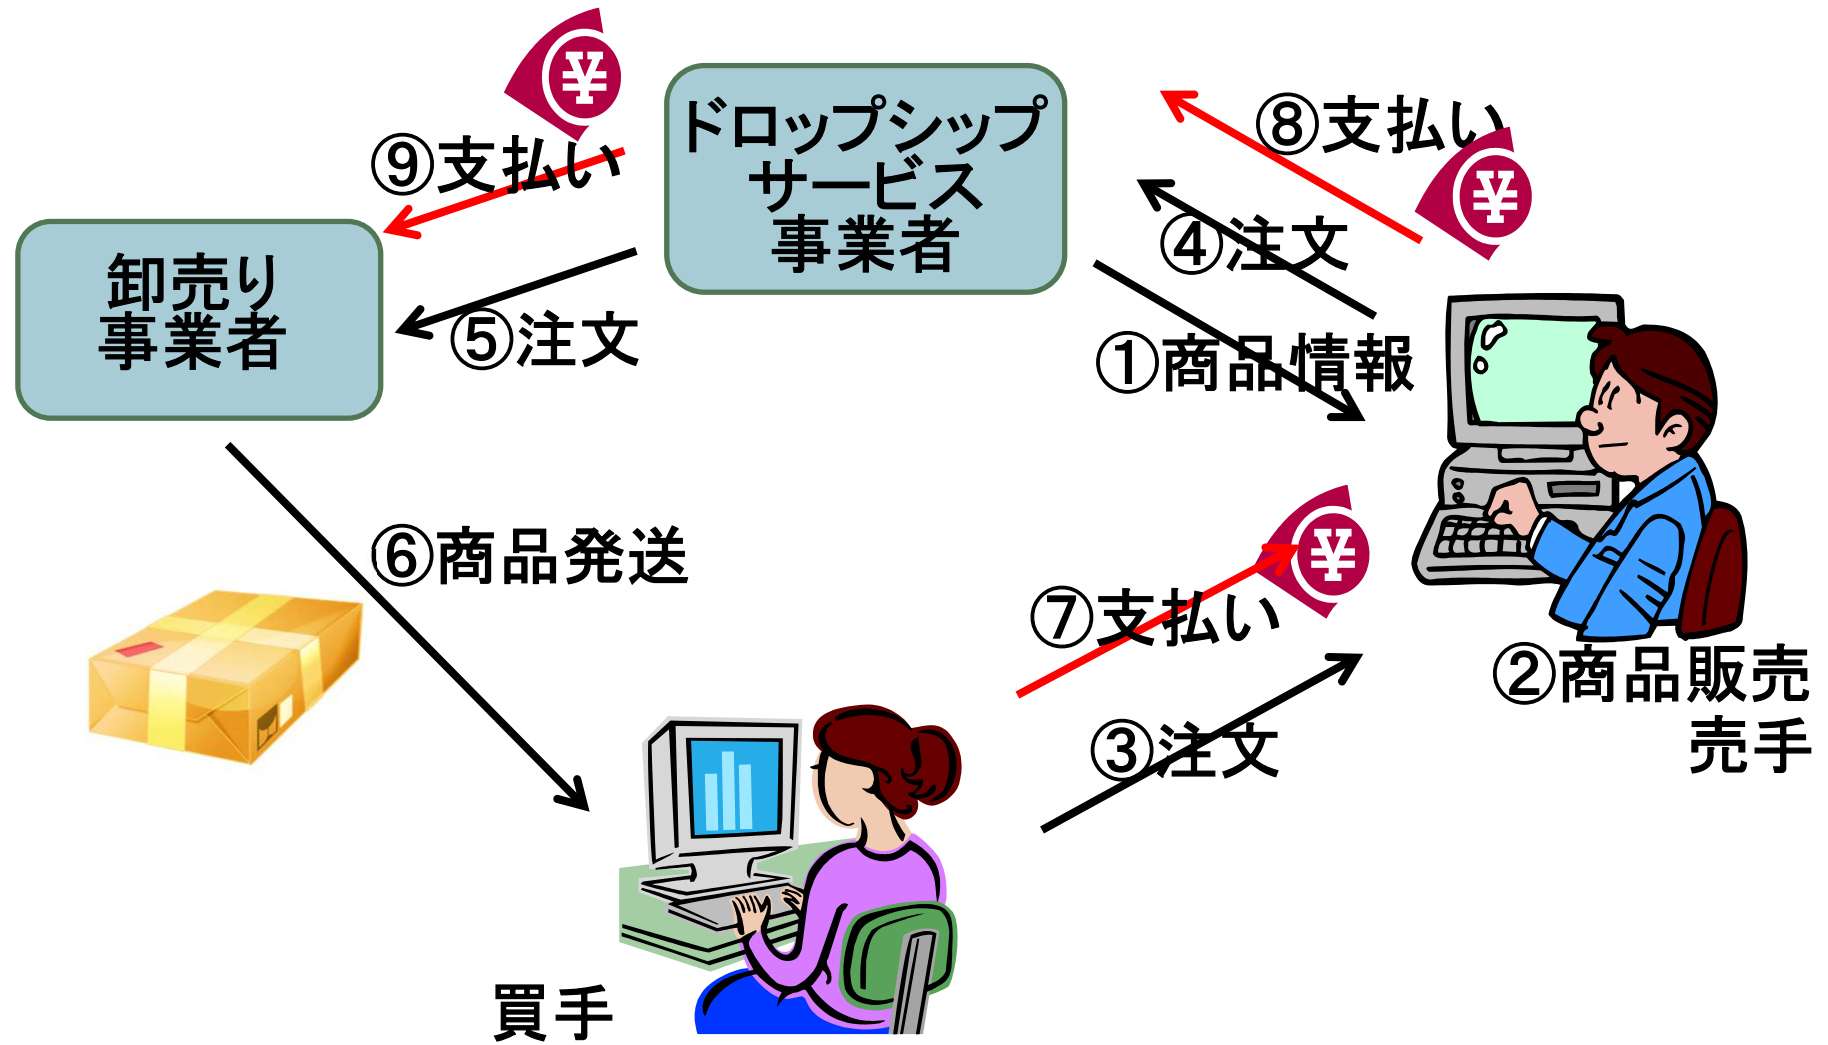 ドロップシップ
サービス
事業者
⑧支払い
⑨支払い
④注文
卸売り
事業者
⑤注文
①商品情報
⑥商品発送
⑦支払い
②商品販売
売手
③注文
買手